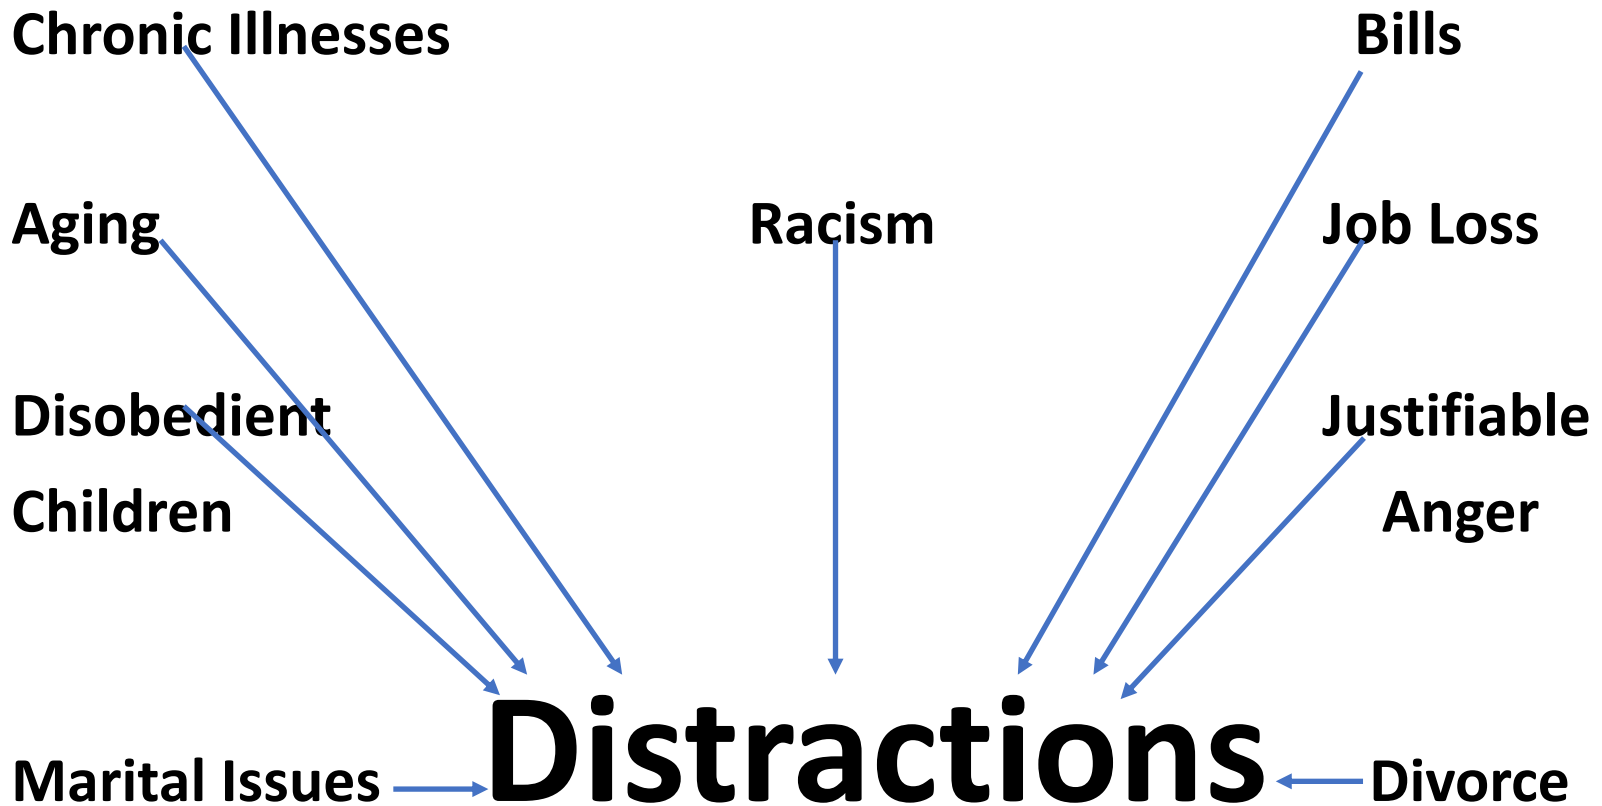 Chronic Illnesses
Bills
Aging
Racism
Job Loss
Disobedient
Children
Justifiable
Anger
Marital Issues
Distractions
Divorce